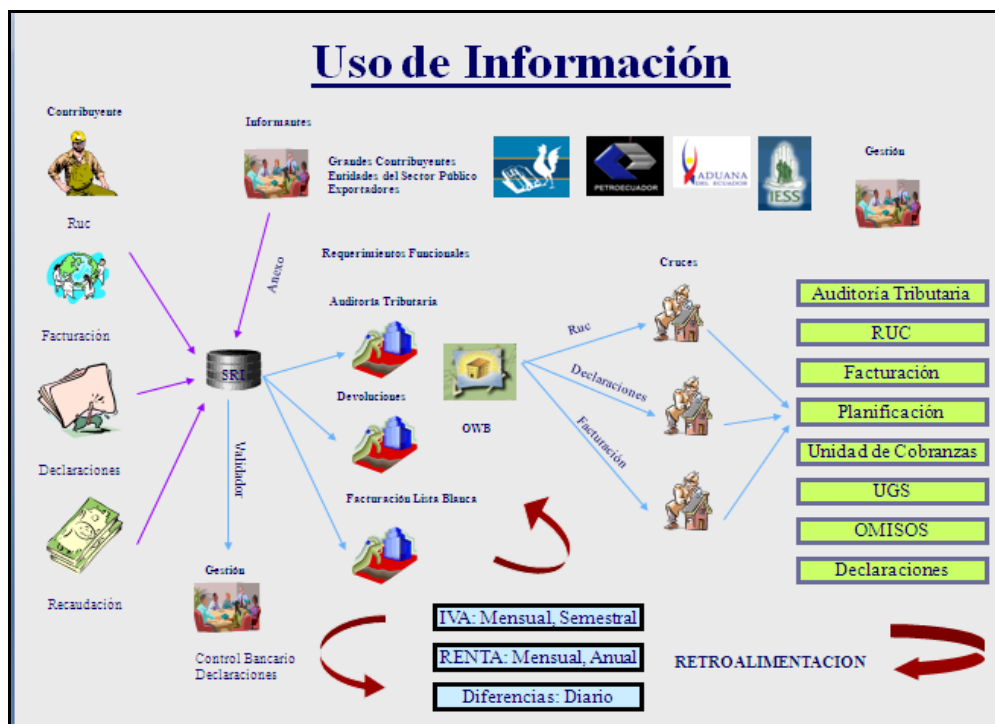 Uso de Información
Contribuyente
Informantes
Grandes Contribuyentes
Entidades del Sector Público
Exportadores
PETROECUADOR
ADUANA
DEL ECUADOR
IESS
Gestión
Ruc
Anexo
Requerimientos Funcionales
Cruces
Auditoría Tributaria
Facturación
SRI
Devoluciones
OWB
Ruc
Declaraciones
Facturación
Validador
Declaraciones
Facturación Lista Blanca
Gestión
Recaudación
Control Bancario
Declaraciones
Auditoría Tributaria
RUC
Facturación
Planificación
Unidad de Cobranzas
UGS
OMISOS
Declaraciones
IVA: Mensual, Semestral
RENTA: Mensual, Anual
Diferencias: Diario
RETROALIMENTACION